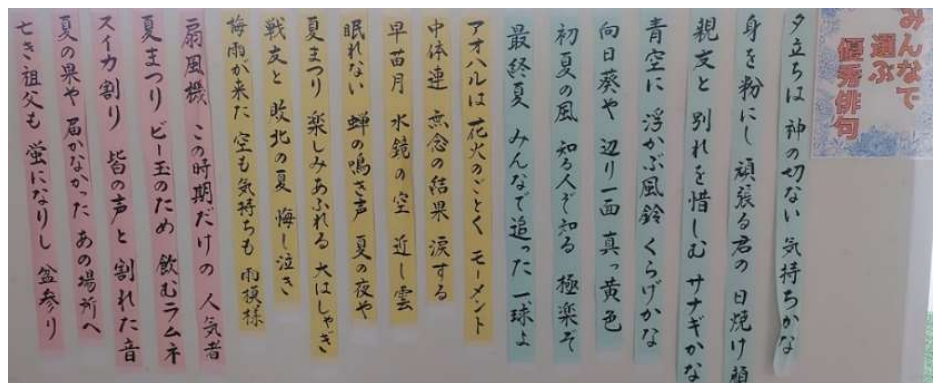 みんなで
選ぶ
優秀俳句
夕立ちは 神の切ない 気持ちかな
身を粉にし 頑張る君の 日焼け顔
親友と 別れを惜しむ サナギかな
青空に 浮かぶ風鈴 くらげかな
向日葵や 辺り一面 真っ黄色
初夏の風 知る人ぞ知る 極楽ぞ
最終夏 みんなで追った 一球よ
アオハルは 花火のごとく モーメント
中体連 無念の結果 涙する
早苗月 水鏡の空 近し雲
眠れない 蝉の鳴き声 夏の夜や
夏まつり 楽しみあふれる 大はしゃぎ
戦友と 敗北の夏 悔し泣き
梅雨が来た 空も気持ちも 雨模様
扇風機 この時期だけの 人気者
夏まつり ビー玉のため 飲むラムネ
スイカ割り 皆の声と 割れた音
夏の果や 届かなかった あの場所へ
亡き祖父も 蛍になりし 盆参り